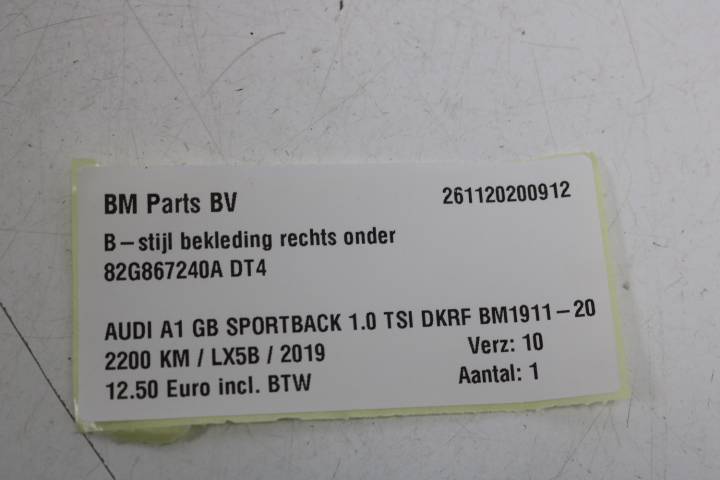 BM Parts BV 261120200912
B-stijl bekleding rechts onder
82G867240A DT4
AUDI A1 GB SPORTBACK 1.0 TSI DKRF BM1911-20
2200 KM / LX5B / 2019 Verz: 10
12.50 Euro incl. BTW Aantal: 1